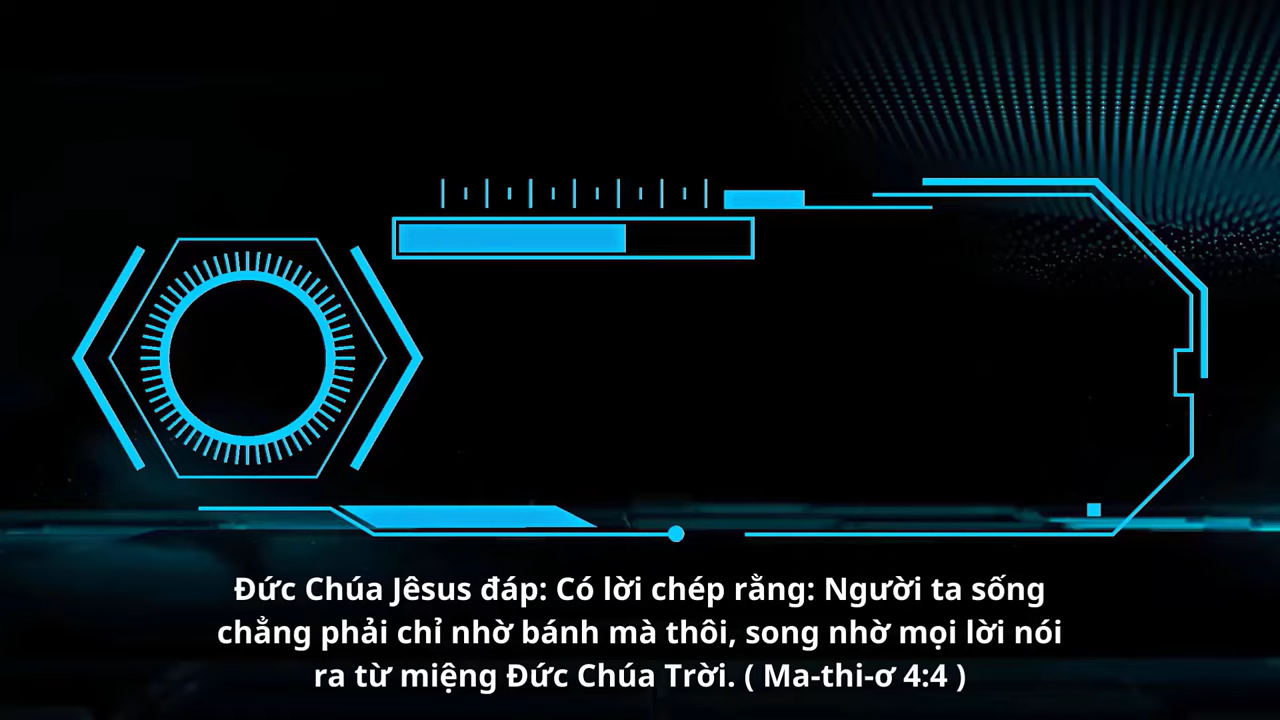 Đức Chúa Jêsus đáp: Có lời chép rằng: Người ta sống
chẳng phải chỉ nhờ bánh mà thôi, song nhờ mọi lời nói
ra từ miệng Đức Chúa Trời. ( Ma-thi-ơ 4:4 )